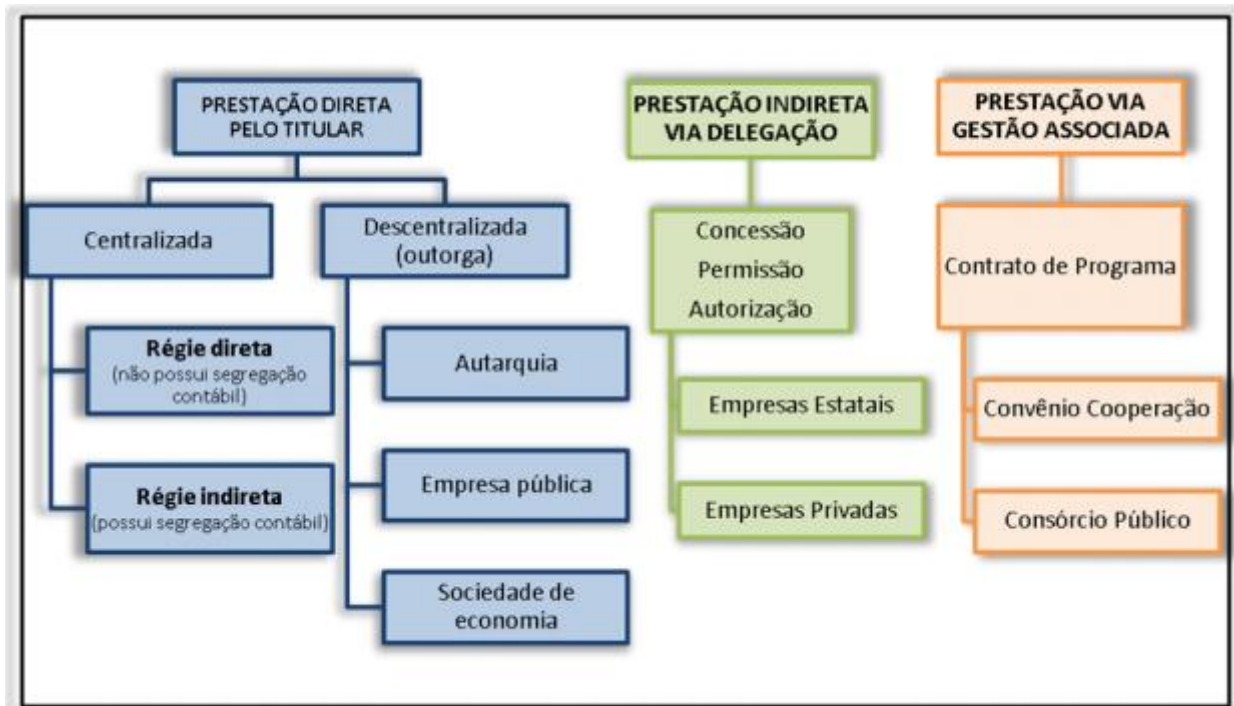 PRESTAÇÃO DIRETA
PELO TITULAR
Centralizada
Régie direta
(não possui segregação
contábil)
Régie indireta
(possui segregação contábil)
Descentralizada
(outorga)
Autarquia
Empresa pública
Sociedade de
economia
PRESTAÇÃO INDIRETA
VIA DELEGAÇÃO
Concessão
Permissão
Autorização
Empresas Estatais
Empresas Privadas
PRESTAÇÃO VIA
GESTÃO ASSOCIADA
Contrato de Programa
Convênio Cooperação
Consórcio Público